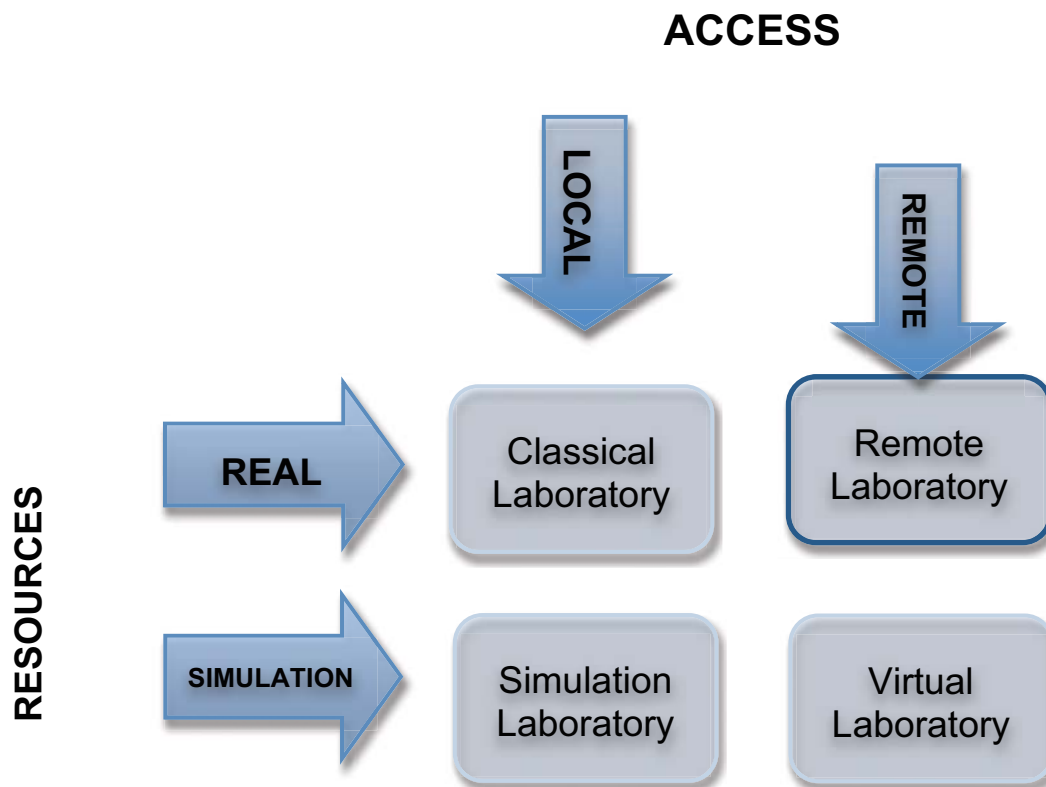 ACCESS
LOCAL
REMOTE
RESOURCES
REAL
Classical
Laboratory
Remote
Laboratory
SIMULATION
Simulation
Laboratory
Virtual
Laboratory